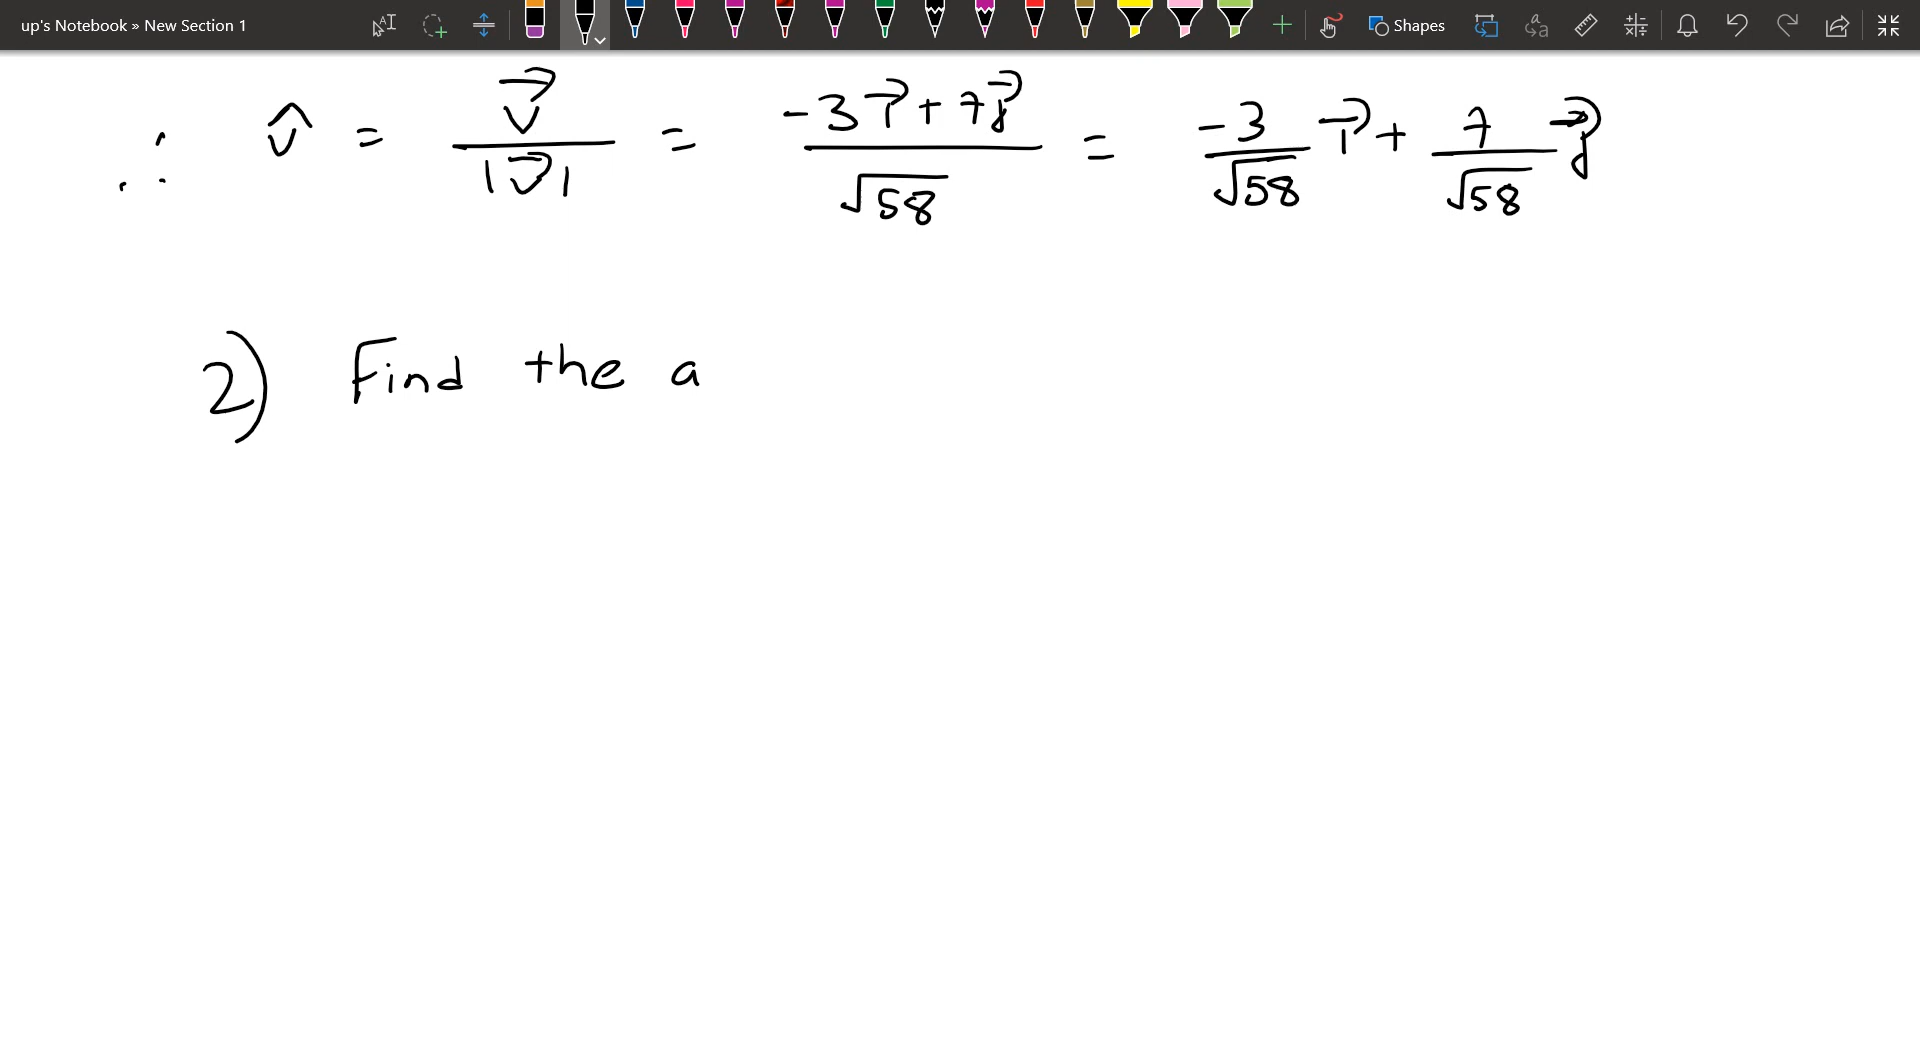 up's Notebook » New Section 1
Shapes
∴ v̂ = v⃗ / |v⃗| = (-3i⃗ + 7j⃗) / √58 = -3/√58 i⃗ + 7/√58 j⃗
2) Find the a